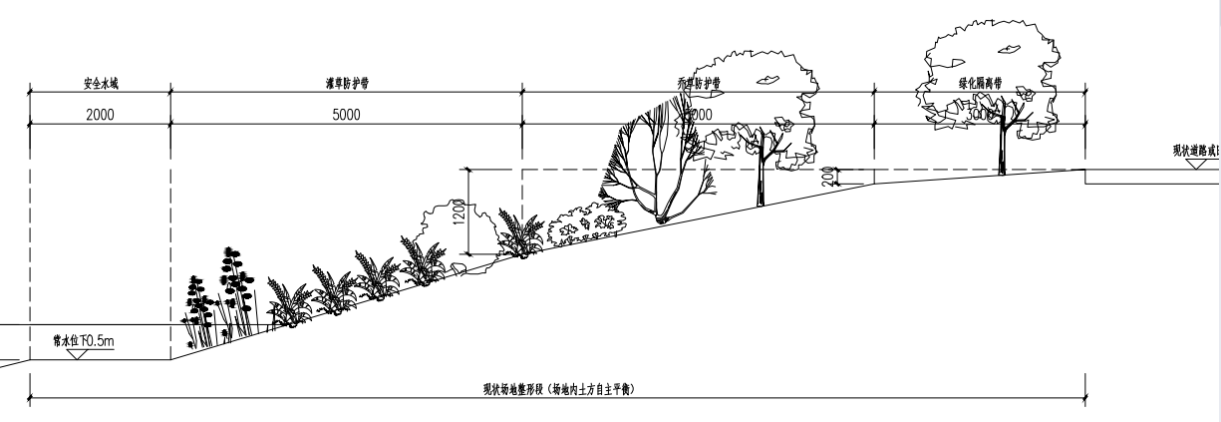 安全水域
灌草防护带
乔草防护带
绿化隔离带
2000
5000
5000
3000
现状道路或
200
1200
常水位下0.5m
现状场地整形段（场地内土方自主平衡）